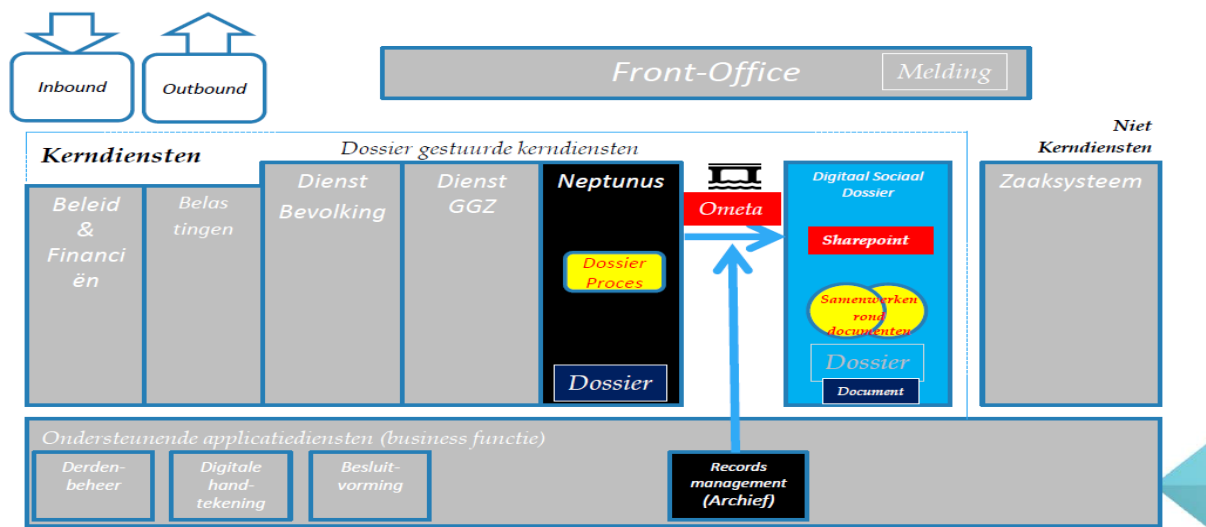 Inbound
Outbound
Front-Office
Melding
Niet
Kerndiensten
Kerndiensten
Dossier gestuurde kerndiensten
Beleid
&
Financi
ën
Belas
tingen
Dienst
Bevolking
Dienst
GGZ
Neptunus
Dossier
Proces
Dossier
Ometa
Digitaal Sociaal
Dossier
Sharepoint
Samenwerken
rond
documenten
Dossier
Document
Zaaksysteem
Ondersteunende applicatiediensten (business functie)
Derden-
beheer
Digitale
hand-
tekening
Besluit-
vorming
Records
management
(Archief)